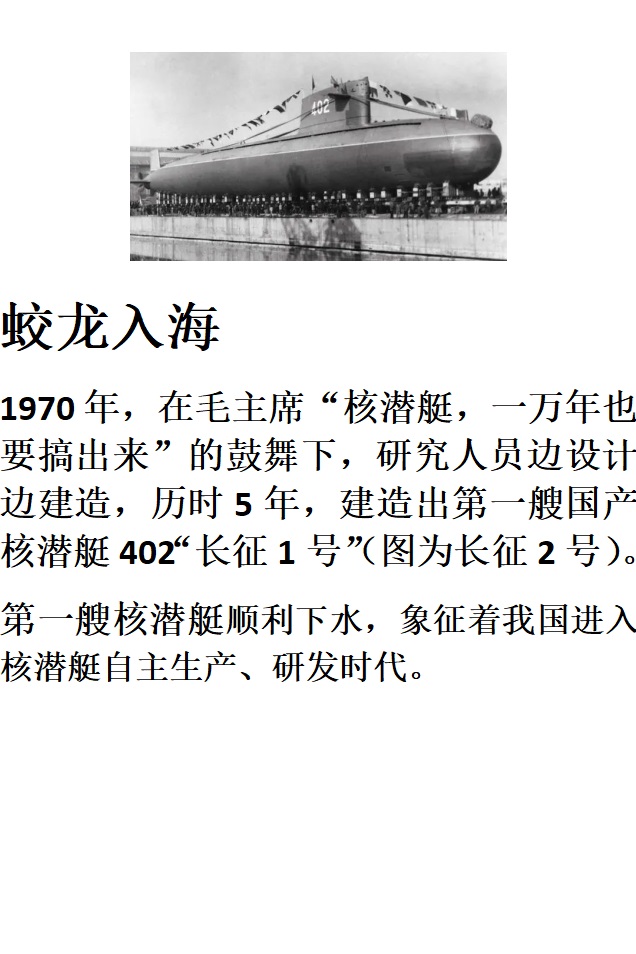 402
蛟龙入海
1970 年，在毛主席“核潜艇，一万年也
要搞出来”的鼓舞下，研究人员边设计
边建造，历时 5 年，建造出第一艘国产
核潜艇 402“长征 1 号”（图为长征 2 号）。
第一艘核潜艇顺利下水，象征着我国进入
核潜艇自主生产、研发时代。